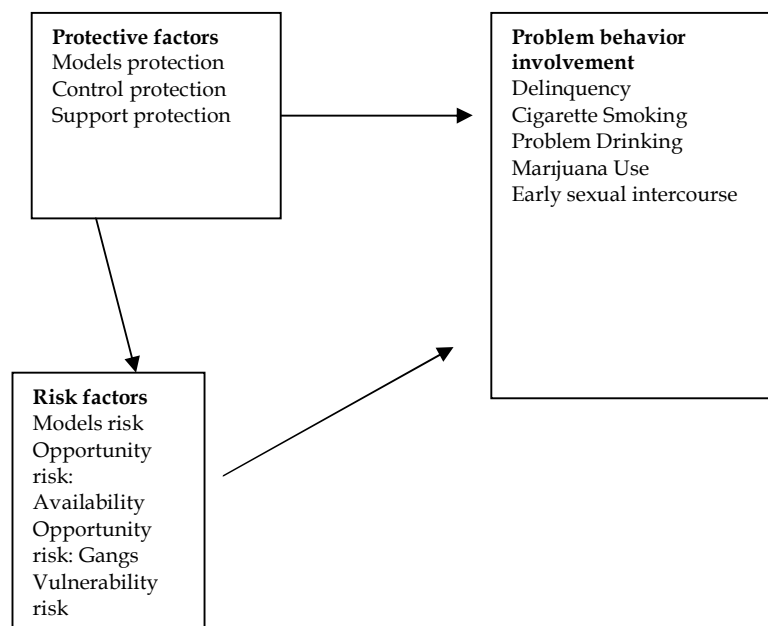 Protective factors
Models protection
Control protection
Support protection
Problem behavior
involvement
Delinquency
Cigarette Smoking
Problem Drinking
Marijuana Use
Early sexual intercourse
Risk factors
Models risk
Opportunity
risk:
Availability
Opportunity
risk: Gangs
Vulnerability
risk